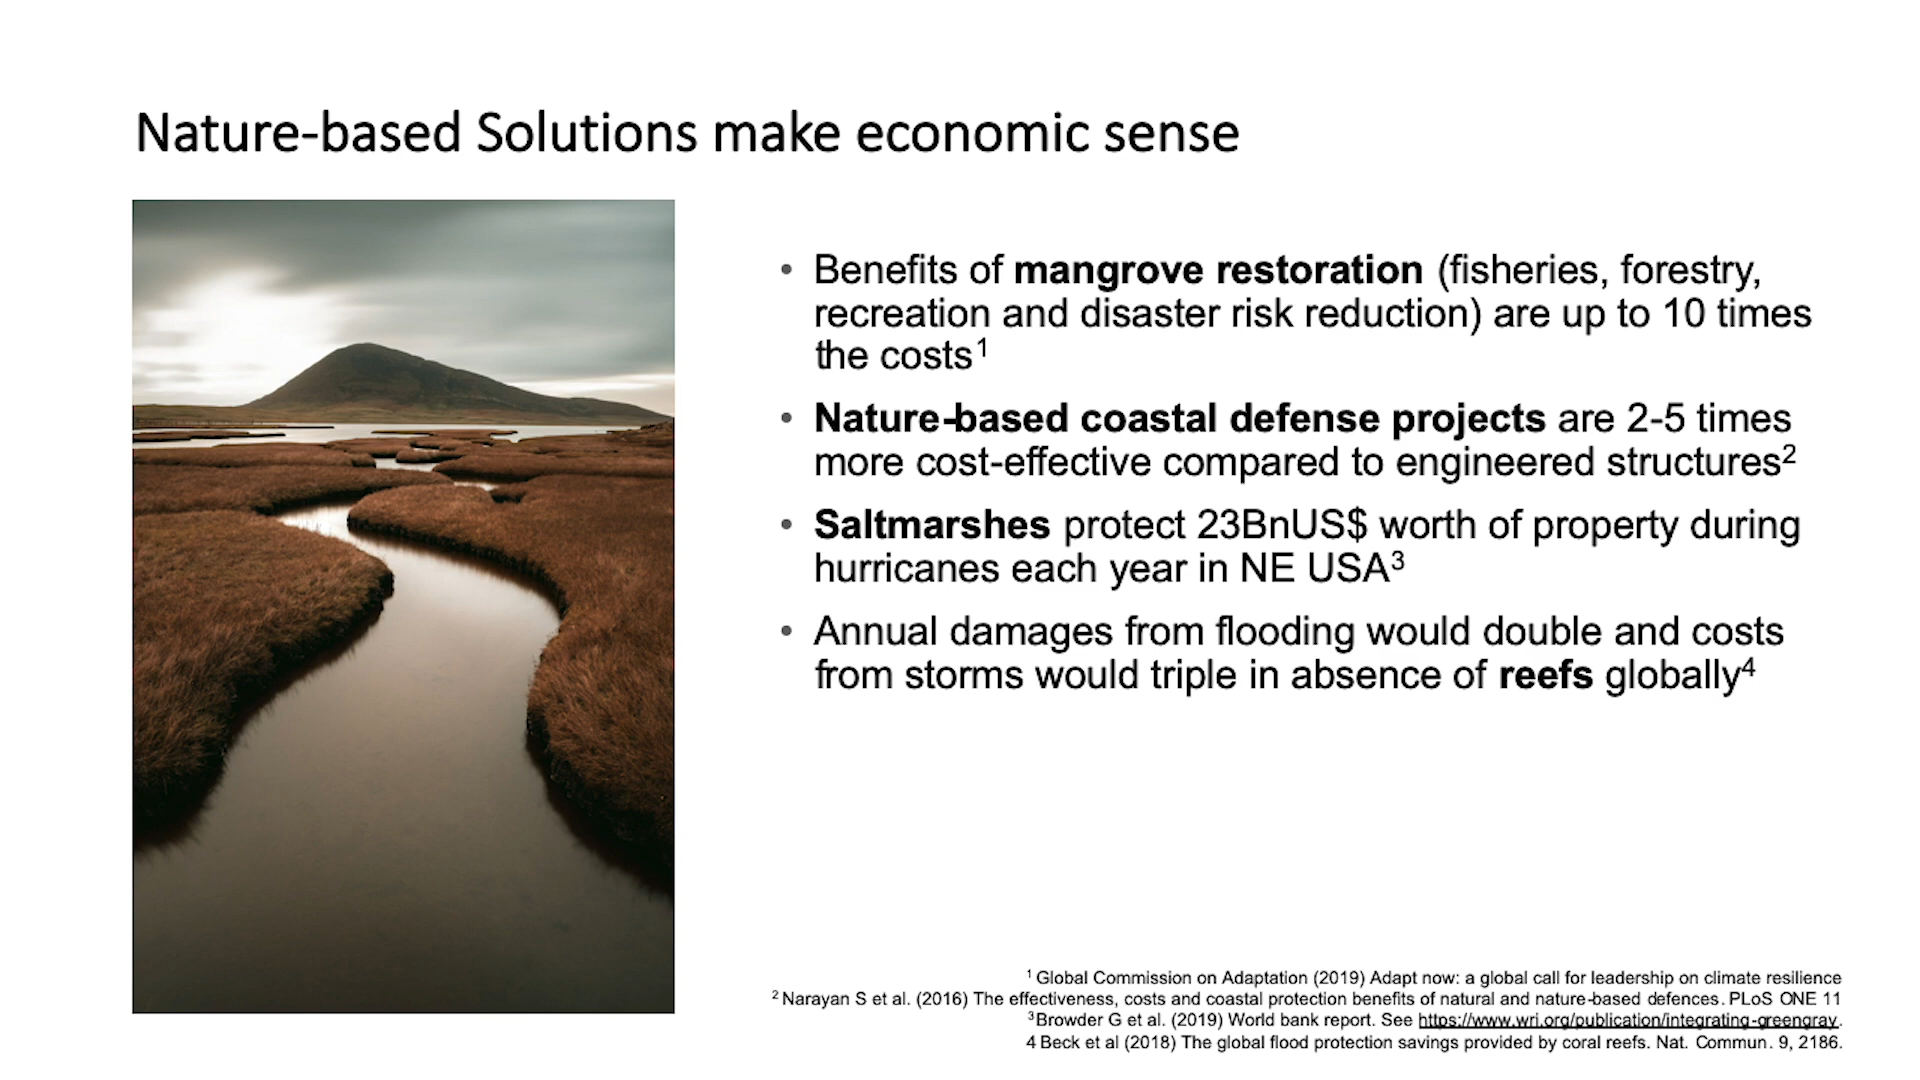 Nature-based Solutions make economic sense
• Benefits of mangrove restoration (fisheries, forestry,
recreation and disaster risk reduction) are up to 10 times
the costs¹
• Nature-based coastal defense projects are 2-5 times
more cost-effective compared to engineered structures²
• Saltmarshes protect 23BnUS$ worth of property during
hurricanes each year in NE USA³
• Annual damages from flooding would double and costs
from storms would triple in absence of reefs globally⁴
¹ Global Commission on Adaptation (2019) Adapt now: a global call for leadership on climate resilience
² Narayan S et al. (2016) The effectiveness, costs and coastal protection benefits of natural and nature-based defences. PLoS ONE 11
³ Browder G et al. (2019) World bank report. See https://www.wri.org/publication/integrating-greengray.
4 Beck et al (2018) The global flood protection savings provided by coral reefs. Nat. Commun. 9, 2186.